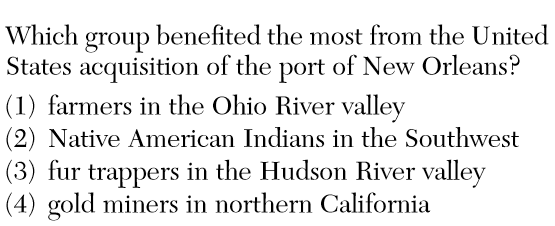 Which group benefited the most from the United
States acquisition of the port of New Orleans?
(1) farmers in the Ohio River valley
(2) Native American Indians in the Southwest
(3) fur trappers in the Hudson River valley
(4) gold miners in northern California